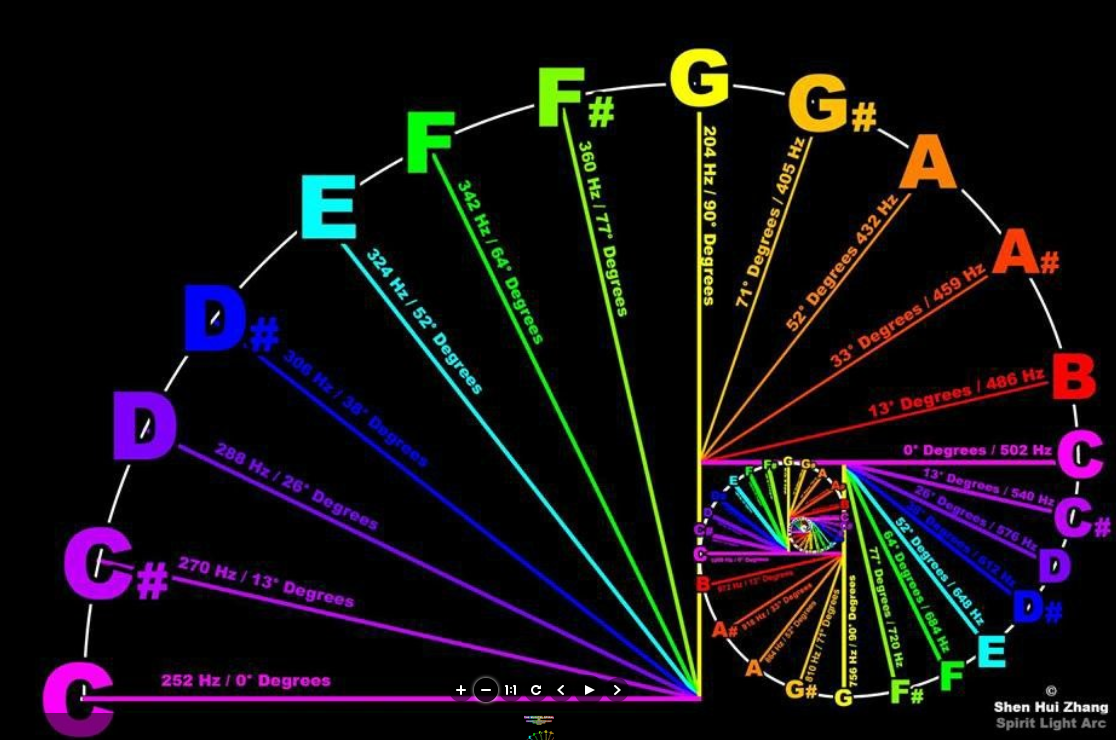 C
252 Hz / 0° Degrees
C#
270 Hz / 13° Degrees
D
288 Hz / 26° Degrees
D#
306 Hz / 38° Degrees
E
324 Hz / 52° Degrees
F
342 Hz / 64° Degrees
F#
360 Hz / 77° Degrees
G
204 Hz / 90° Degrees
G#
71° Degrees / 405 Hz
A
52° Degrees 432 Hz
A#
33° Degrees / 459 Hz
B
13° Degrees / 486 Hz
C
0° Degrees / 502 Hz
C#
13° Degrees / 540 Hz
D
26° Degrees / 576 Hz
D#
38° Degrees / 612 Hz
E
52° Degrees / 648 Hz
F
64° Degrees / 684 Hz
F#
77° Degrees / 720 Hz
G
756 Hz / 90° Degrees
G#
810 Hz / 71° Degrees
A
864 Hz / 52° Degrees
A#
918 Hz / 33° Degrees
B
972 Hz / 13° Degrees
C
C#
D
E
F
F#
G
G#
A
A#
B
C
1:1
©
Shen Hui Zhang
Spirit Light Arc